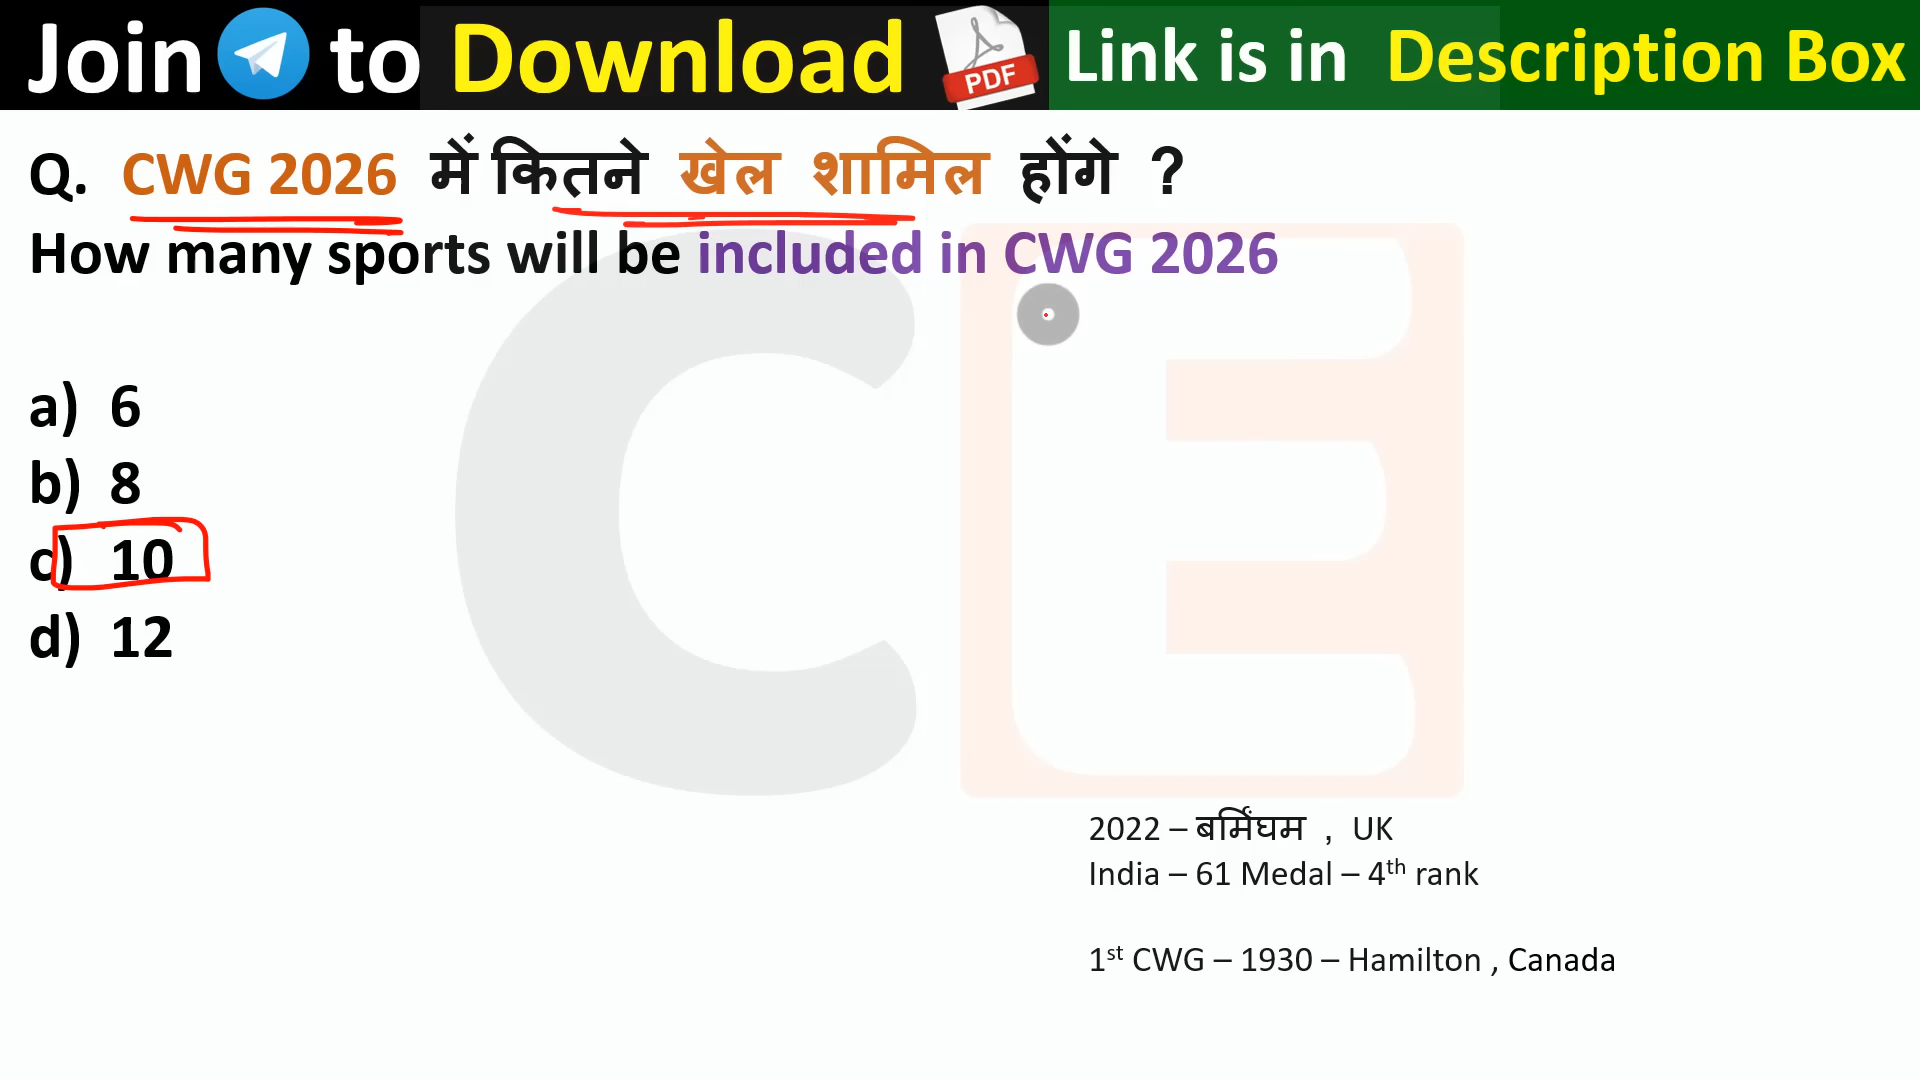 Join to Download PDF Link is in Description Box
Q. CWG 2026 में कितने खेल शामिल होंगे ?
How many sports will be included in CWG 2026
a) 6
b) 8
c) 10
d) 12
CE
2022 – बर्मिंघम , UK
India – 61 Medal – 4th rank
1st CWG – 1930 – Hamilton , Canada